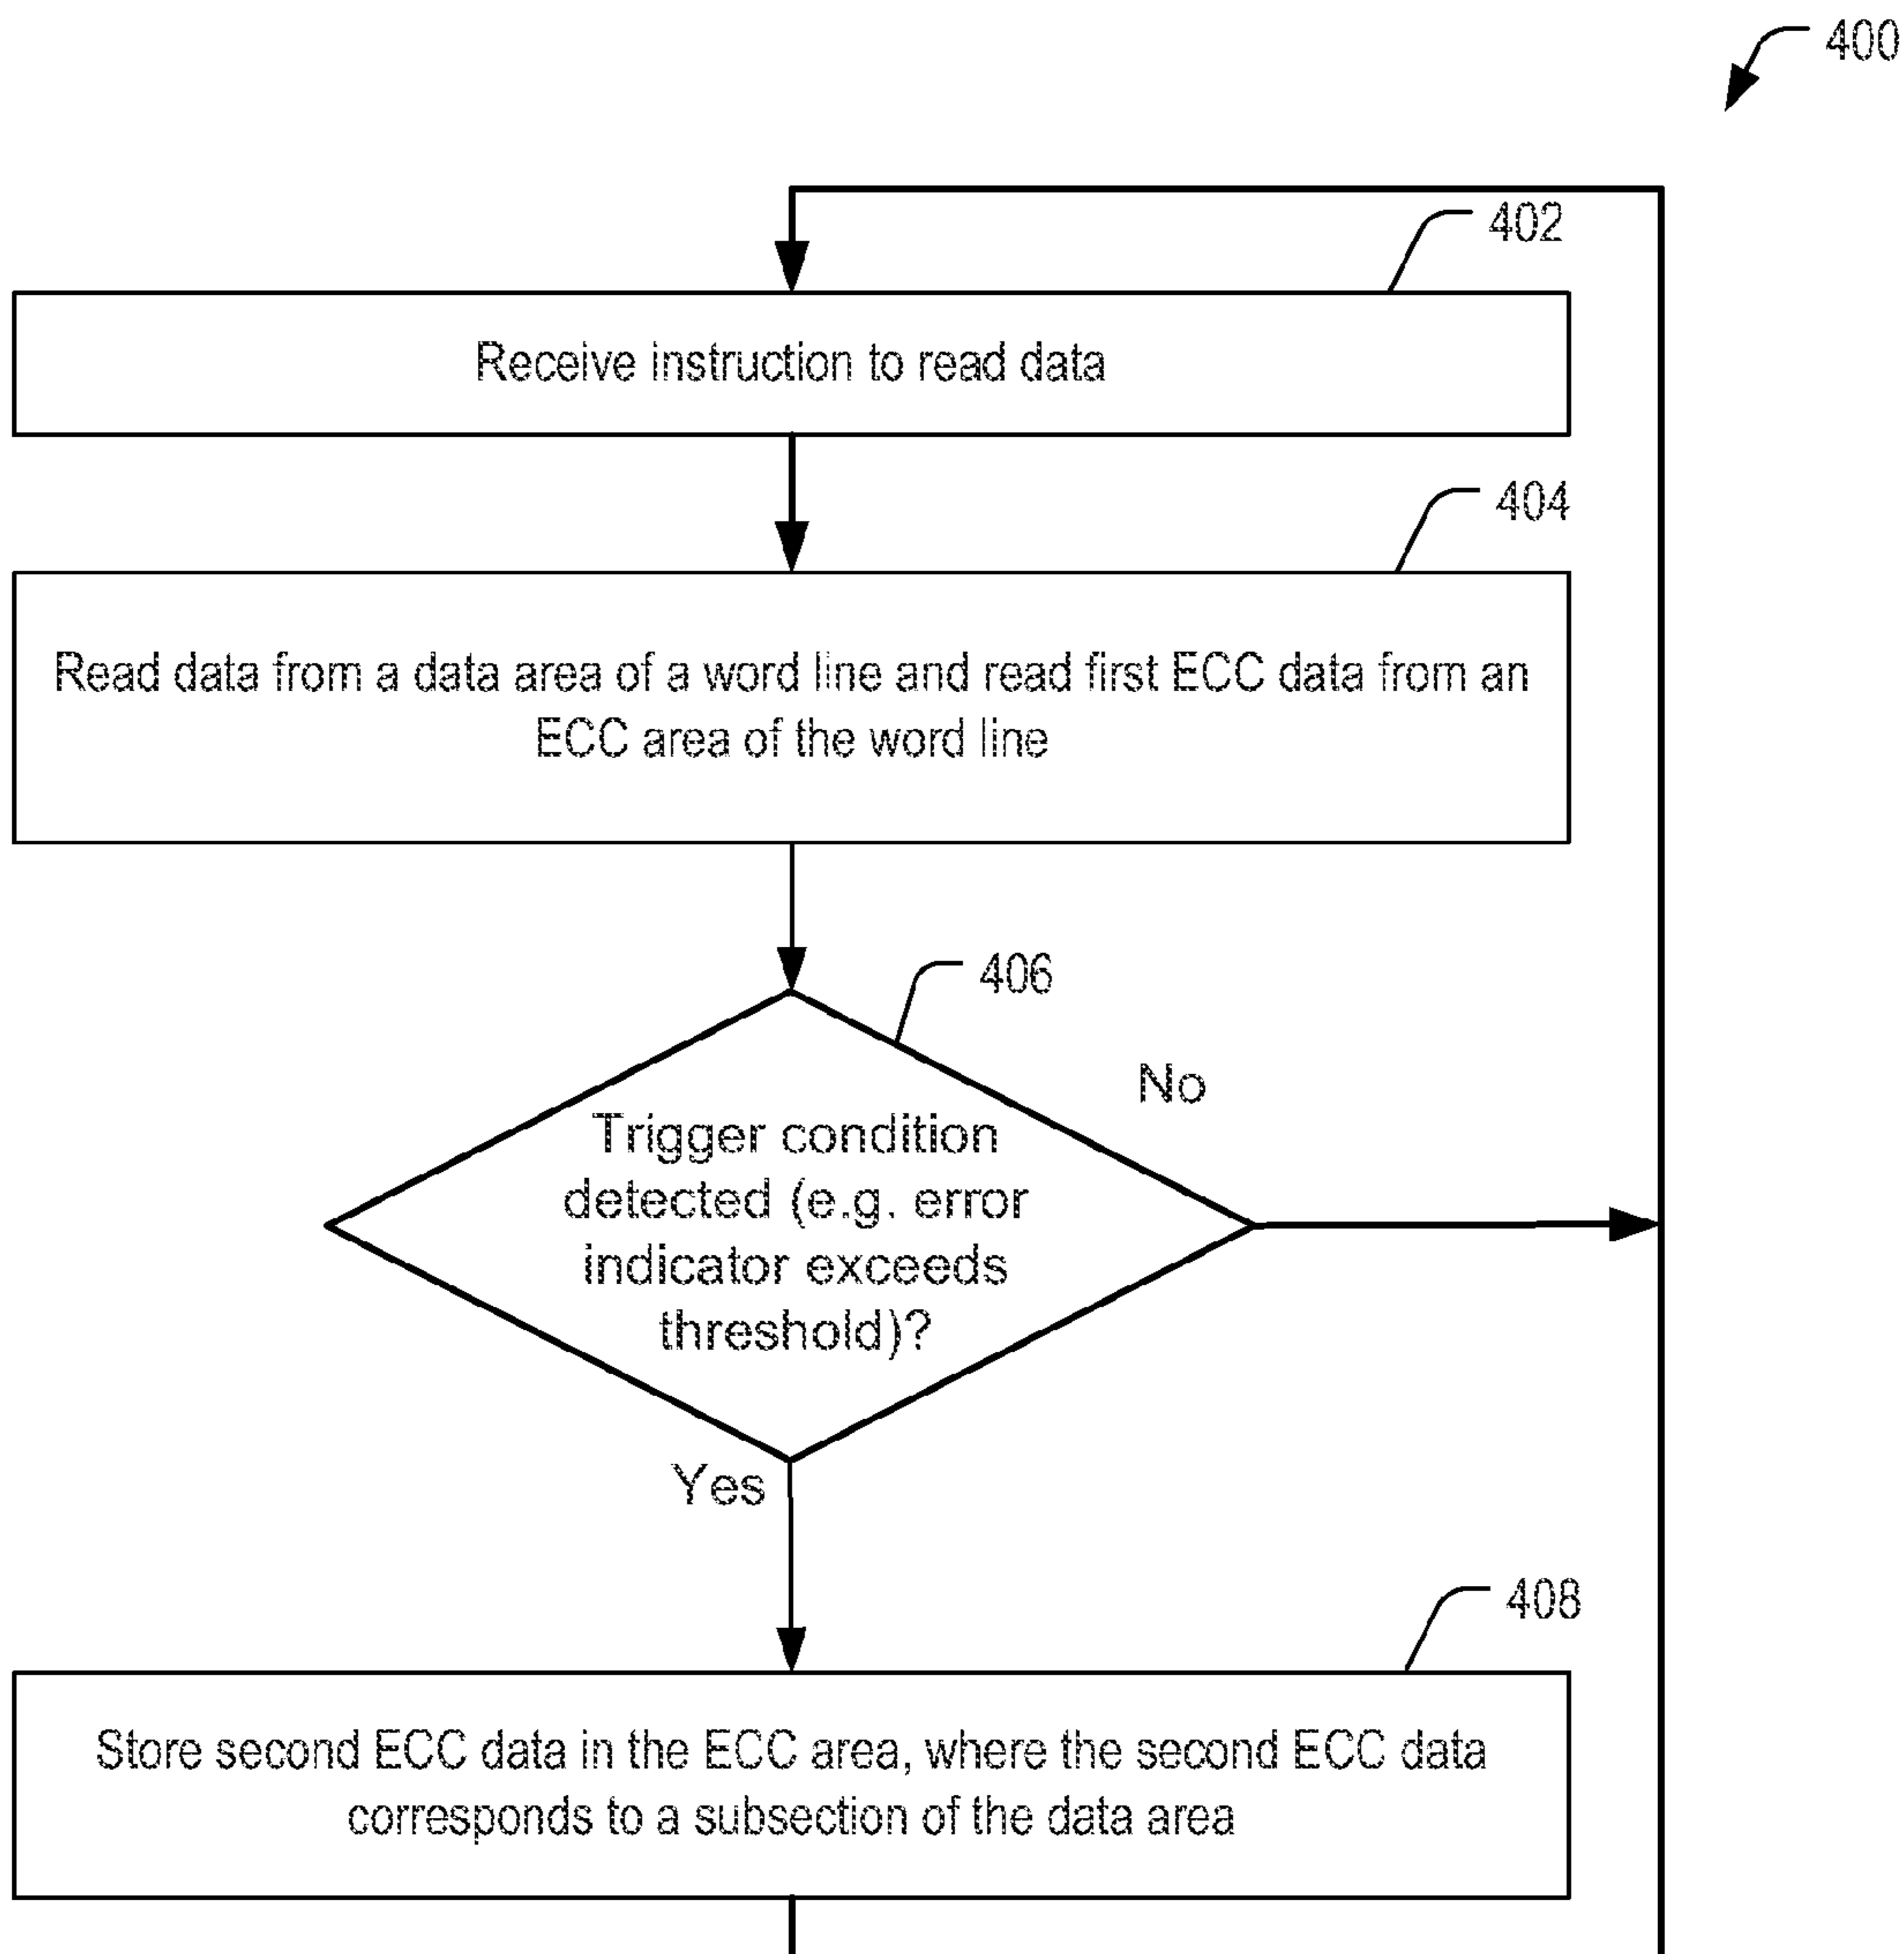 400
402
Receive instruction to read data
404
Read data from a data area of a word line and read first ECC data from an
ECC area of the word line
406
No
Trigger condition
detected (e.g. error
indicator exceeds
threshold)?
Yes
408
Store second ECC data in the ECC area, where the second ECC data
corresponds to a subsection of the data area